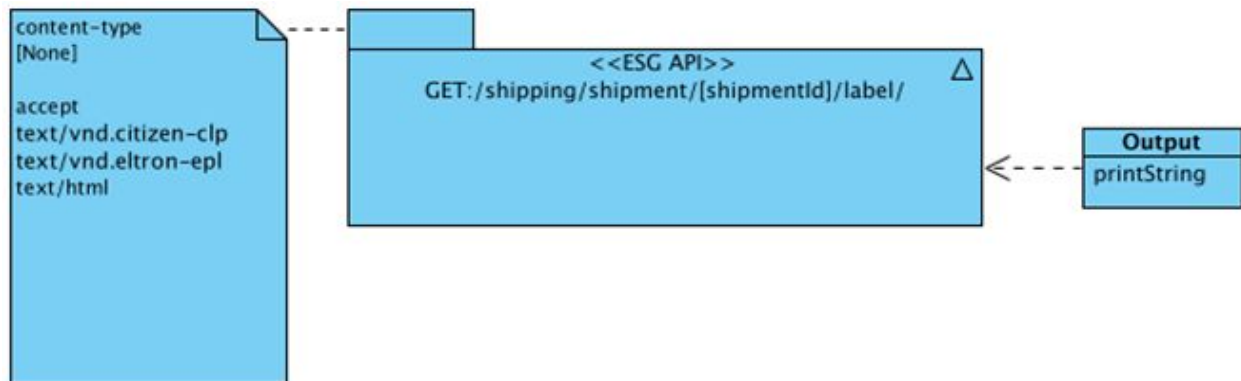 content-type
[None]
accept
text/vnd.citizen-clp
text/vnd.eltron-epl
text/html
<<ESG API>>
GET:/shipping/shipment/[shipmentId]/label/
Output
printString